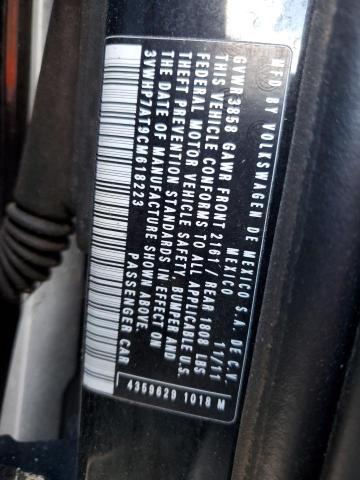 MFD BY VOLKSWAGEN DE MEXICO S.A. DE C.V.
MEXICO
11/11
GVWR 3858 GAWR FRONT 2161 / REAR 1808 LBS
THIS VEHICLE CONFORMS TO ALL APPLICABLE U.S.
FEDERAL MOTOR VEHICLE SAFETY, BUMPER AND
THEFT PREVENTION STANDARDS IN EFFECT ON
THE DATE OF MANUFACTURE SHOWN ABOVE.
3VWHP7AT9CM618223
PASSENGER CAR
4359629 1018 M